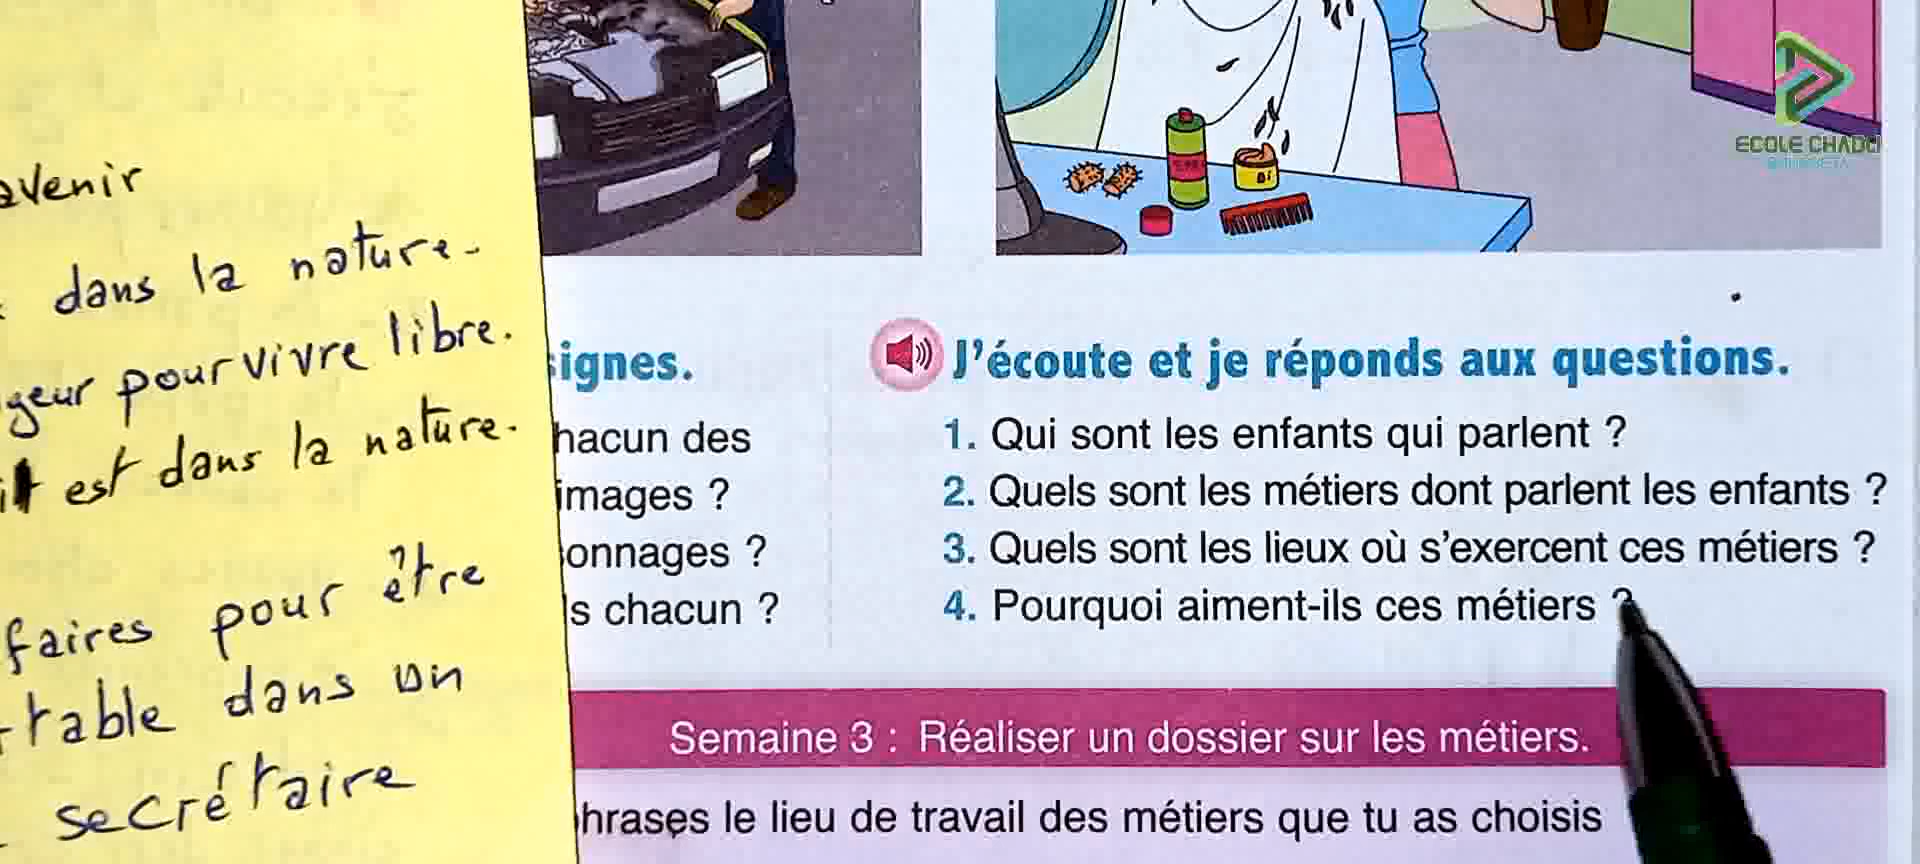 avenir
dans la nature.
geur pour vivre libre.
il est dans la nature.
faires pour être
table dans un
secrétaire
ECOLE CHADO
signes.
hacun des
images ?
onnages ?
ls chacun ?
J'écoute et je réponds aux questions.
1. Qui sont les enfants qui parlent ?
2. Quels sont les métiers dont parlent les enfants ?
3. Quels sont les lieux où s'exercent ces métiers ?
4. Pourquoi aiment-ils ces métiers ?
Semaine 3 : Réaliser un dossier sur les métiers.
hrases le lieu de travail des métiers que tu as choisis